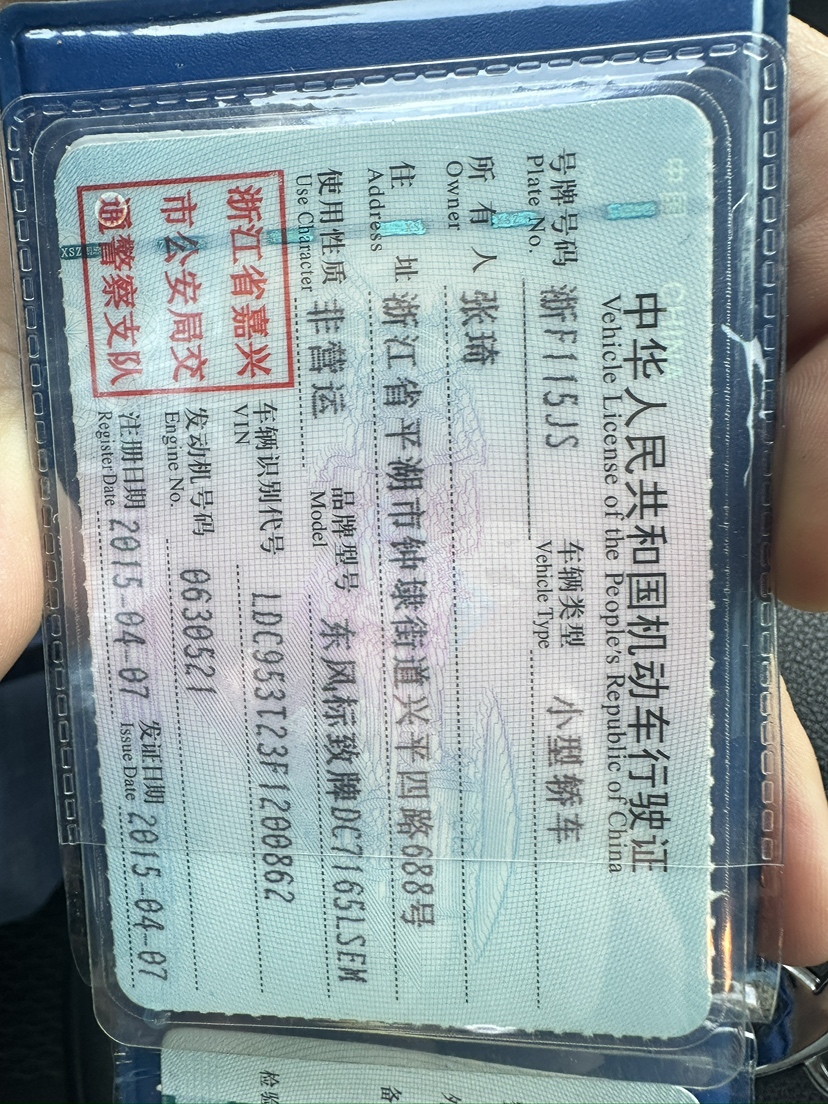 中华人民共和国机动车行驶证
Vehicle License of the People's Republic of China
号牌号码 浙F115JS 车辆类型 小型轿车
Plate No. Vehicle Type
所有人 张琦
Owner
住址 浙江省平湖市钟埭街道兴平四路688号
Address
使用性质 非营运 品牌型号 东风标致牌DC7165LSEM
Use Character Model
浙江省嘉兴
市公安局交
通警察支队
车辆识别代号 LDC953T23F1200862
VIN
发动机号码 0630521
Engine No.
注册日期 2015-04-07 发证日期 2015-04-07
Register Date Issue Date
XSZ
检验
备